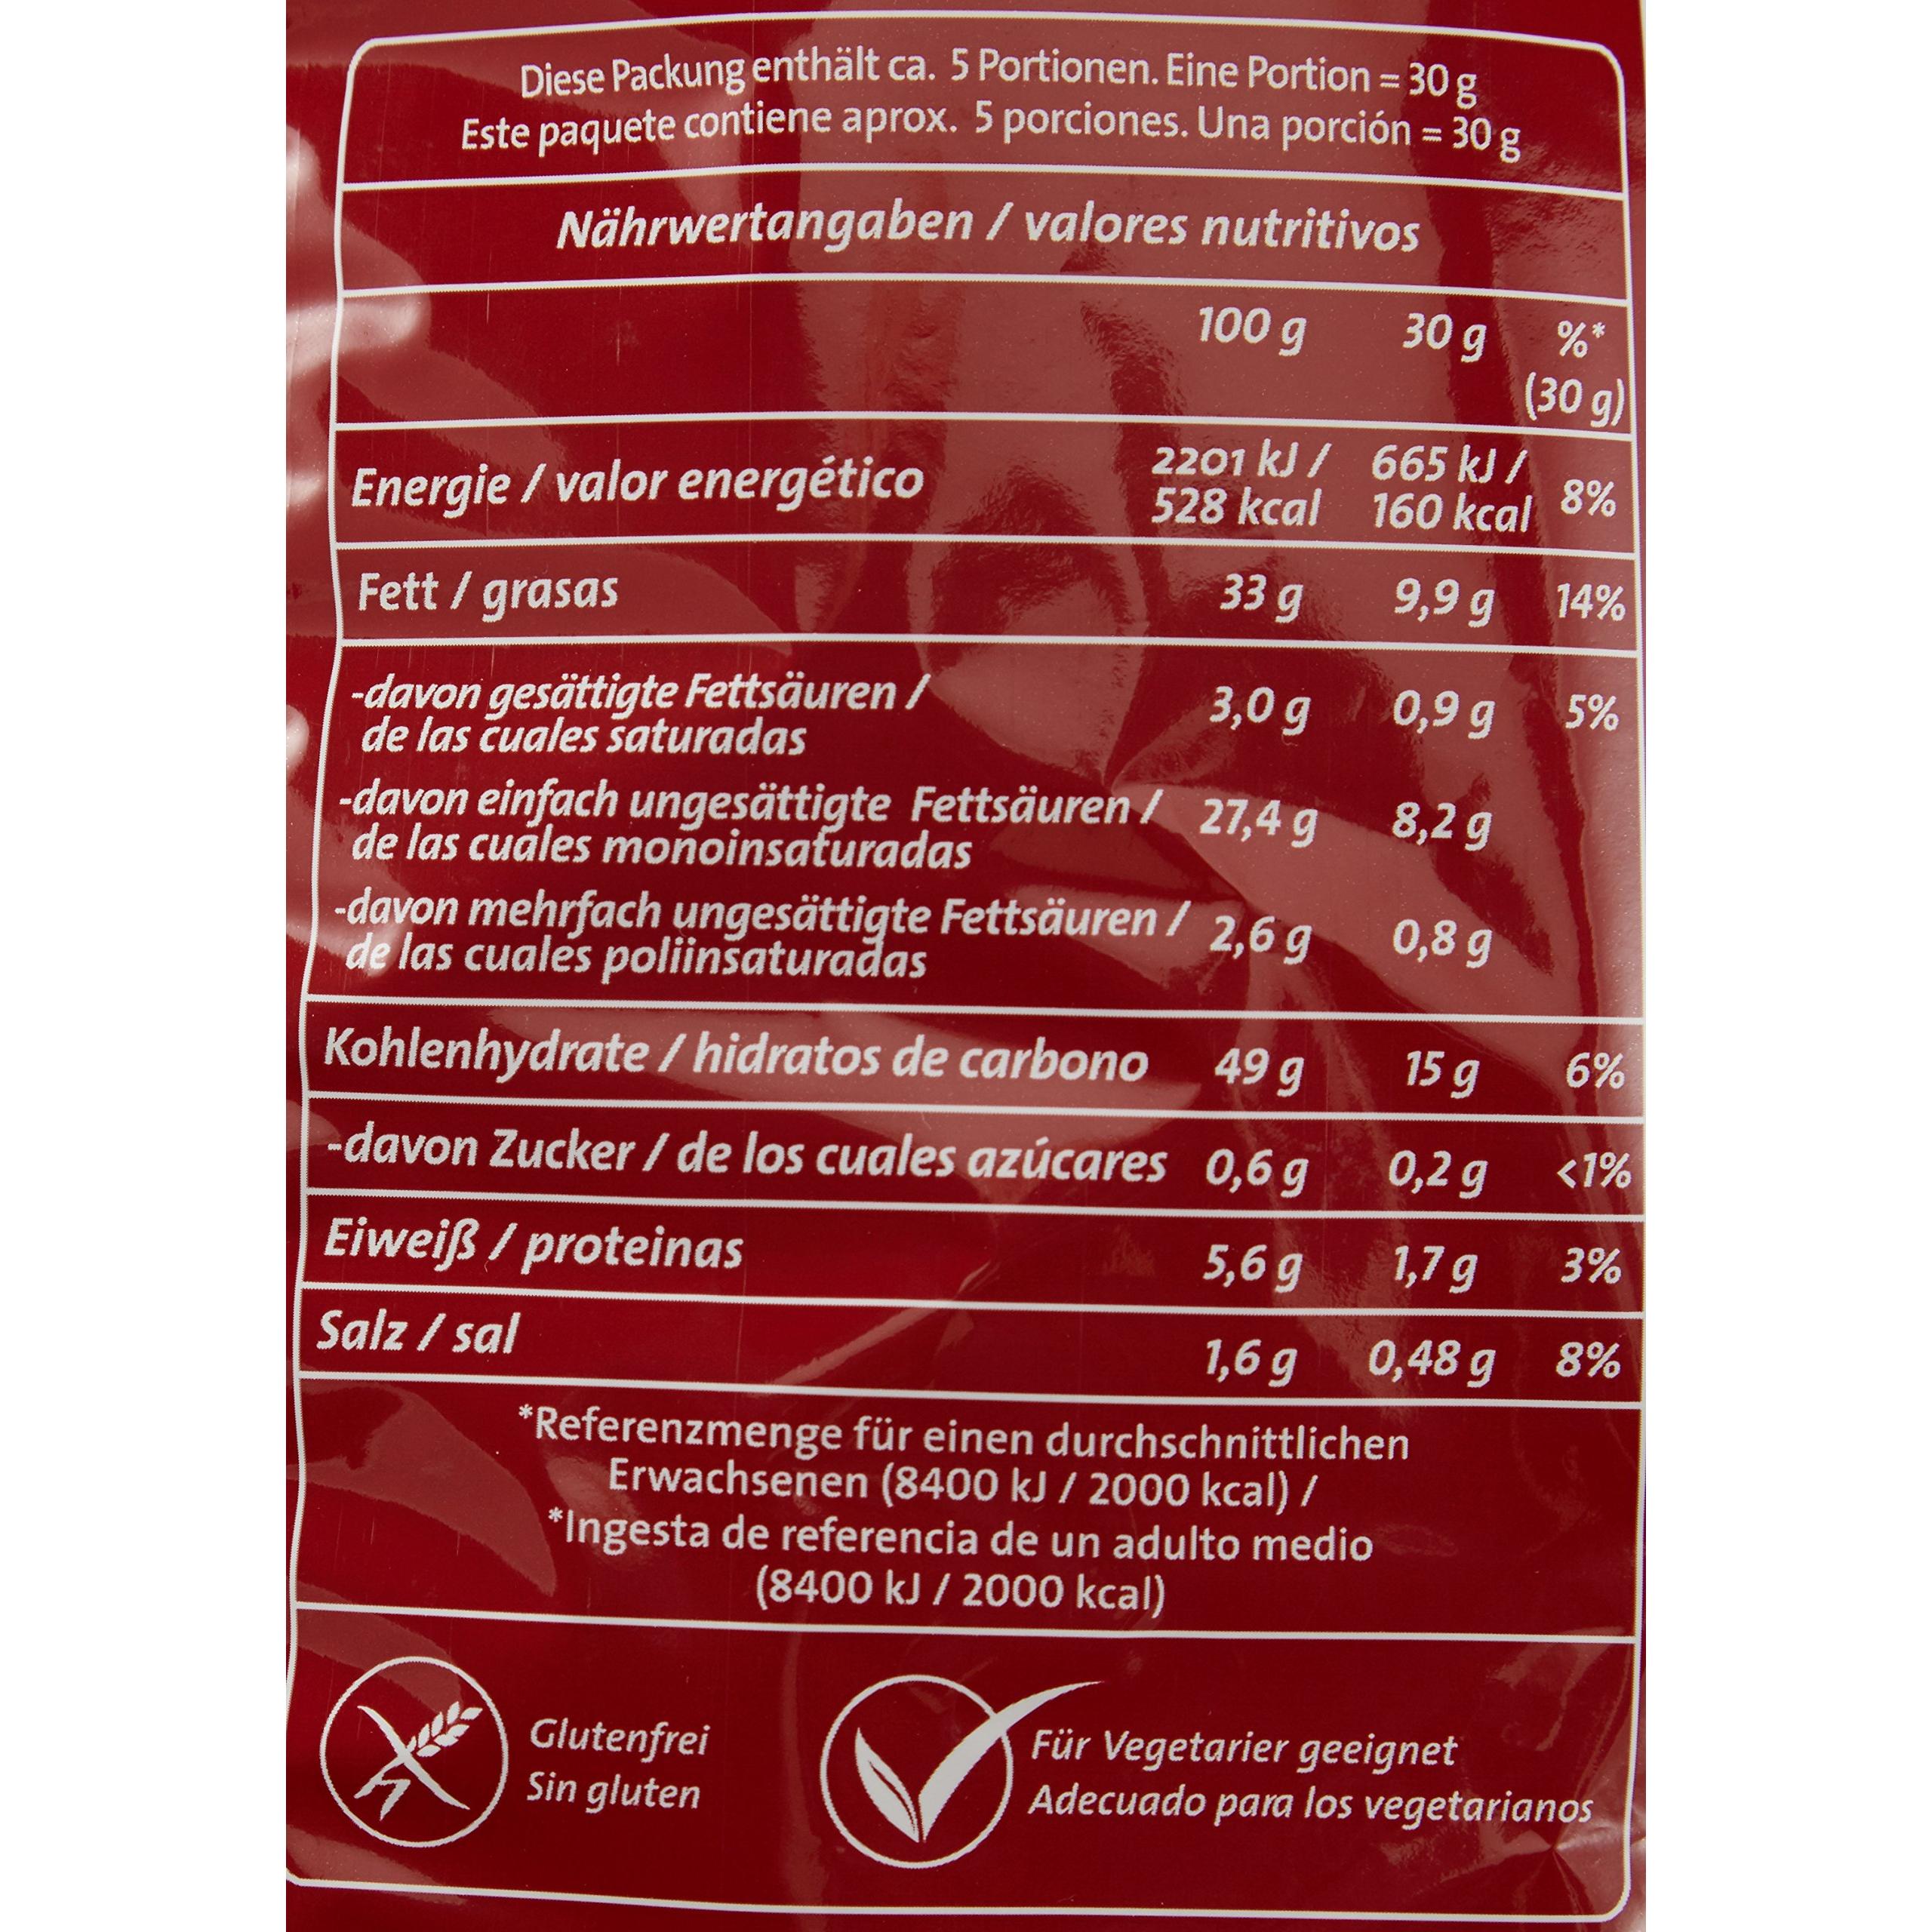 Diese Packung enthält ca. 5 Portionen. Eine Portion = 30 g
Este paquete contiene aprox. 5 porciones. Una porción = 30 g
Nährwertangaben / valores nutritivos
100 g 30 g %*
(30 g)
Energie / valor energético 2201 kJ / 528 kcal 665 kJ / 160 kcal 8%
Fett / grasas 33 g 9,9 g 14%
-davon gesättigte Fettsäuren / 3,0 g 0,9 g 5%
de las cuales saturadas
-davon einfach ungesättigte Fettsäuren / 27,4 g 8,2 g
de las cuales monoinsaturadas
-davon mehrfach ungesättigte Fettsäuren / 2,6 g 0,8 g
de las cuales poliinsaturadas
Kohlenhydrate / hidratos de carbono 49 g 15 g 6%
-davon Zucker / de los cuales azúcares 0,6 g 0,2 g <1%
Eiweiß / proteinas 5,6 g 1,7 g 3%
Salz / sal 1,6 g 0,48 g 8%
*Referenzmenge für einen durchschnittlichen
Erwachsenen (8400 kJ / 2000 kcal) /
*Ingesta de referencia de un adulto medio
(8400 kJ / 2000 kcal)
Glutenfrei
Sin gluten
Für Vegetarier geeignet
Adecuado para los vegetarianos